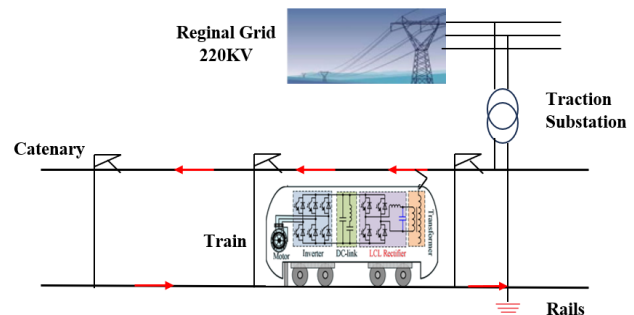 Reginal Grid
220KV
Traction
Substation
Catenary
Train
Motor
Inverter
DC-link
LCL Rectifier
Transformer
Rails